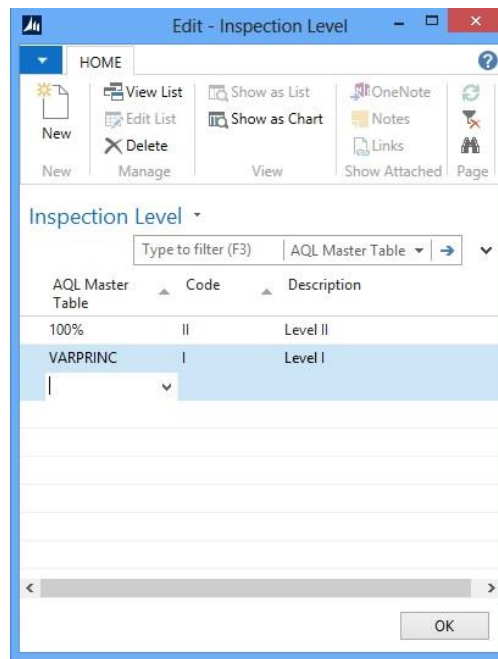 Edit - Inspection Level
HOME
New
View List
Edit List
Delete
Show as List
Show as Chart
OneNote
Notes
Links
New
Manage
View
Show Attached
Page
Inspection Level
Type to filter (F3)
AQL Master Table
AQL Master Table
Code
Description
100% II Level II
VARPRINC I Level I
OK